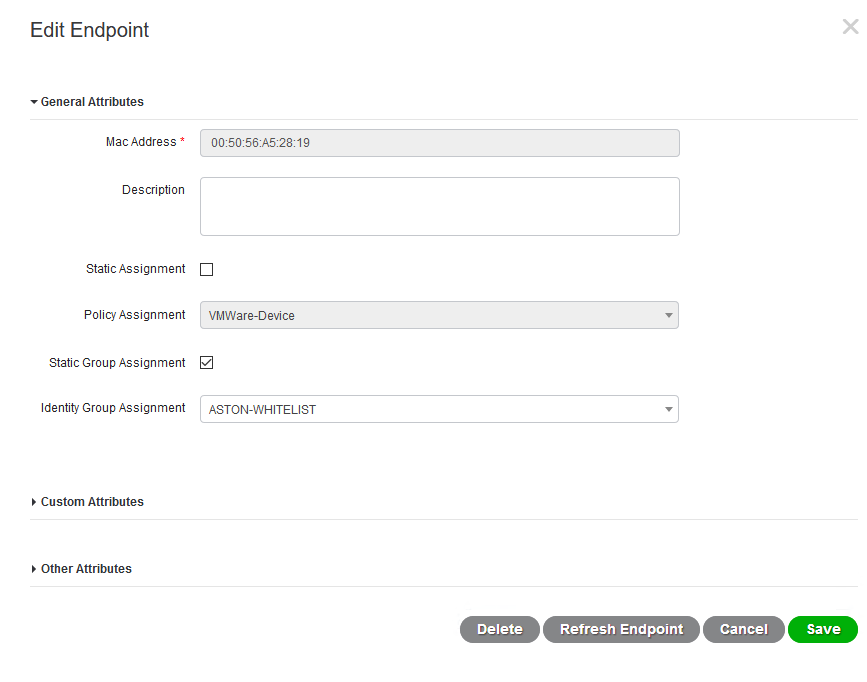 Edit Endpoint
General Attributes
Mac Address * 00:50:56:A5:28:19
Description
Static Assignment
Policy Assignment VMWare-Device
Static Group Assignment
Identity Group Assignment ASTON-WHITELIST
Custom Attributes
Other Attributes
Delete Refresh Endpoint Cancel Save